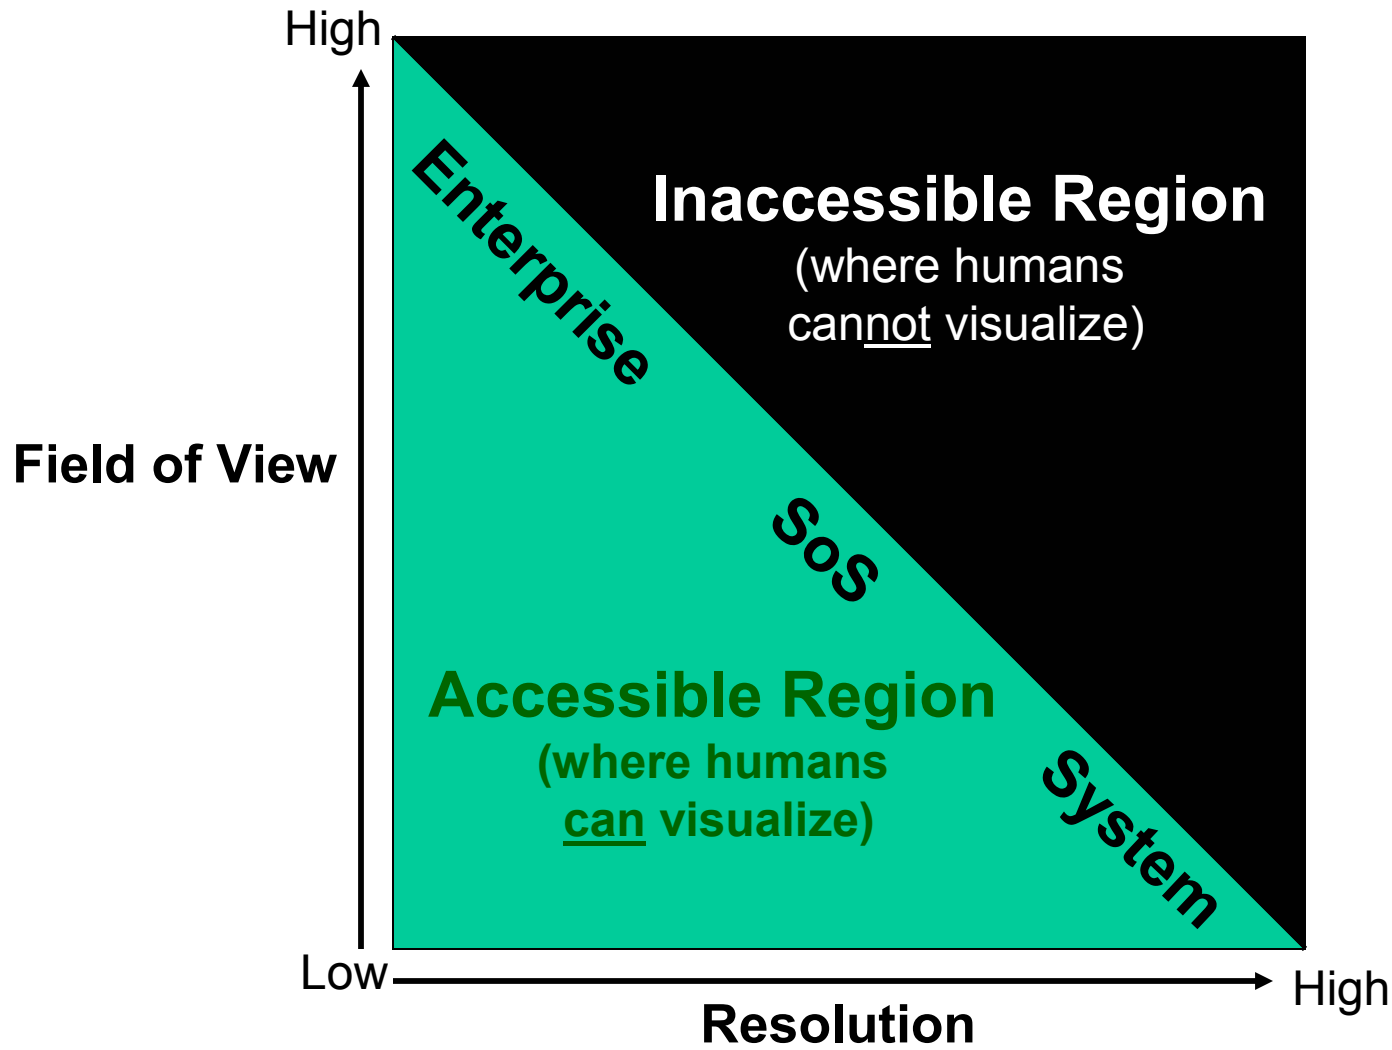 High
Enterprise
Inaccessible Region
(where humans
cannot visualize)
Field of View
SoS
Accessible Region
(where humans
can visualize)
System
Low
High
Resolution